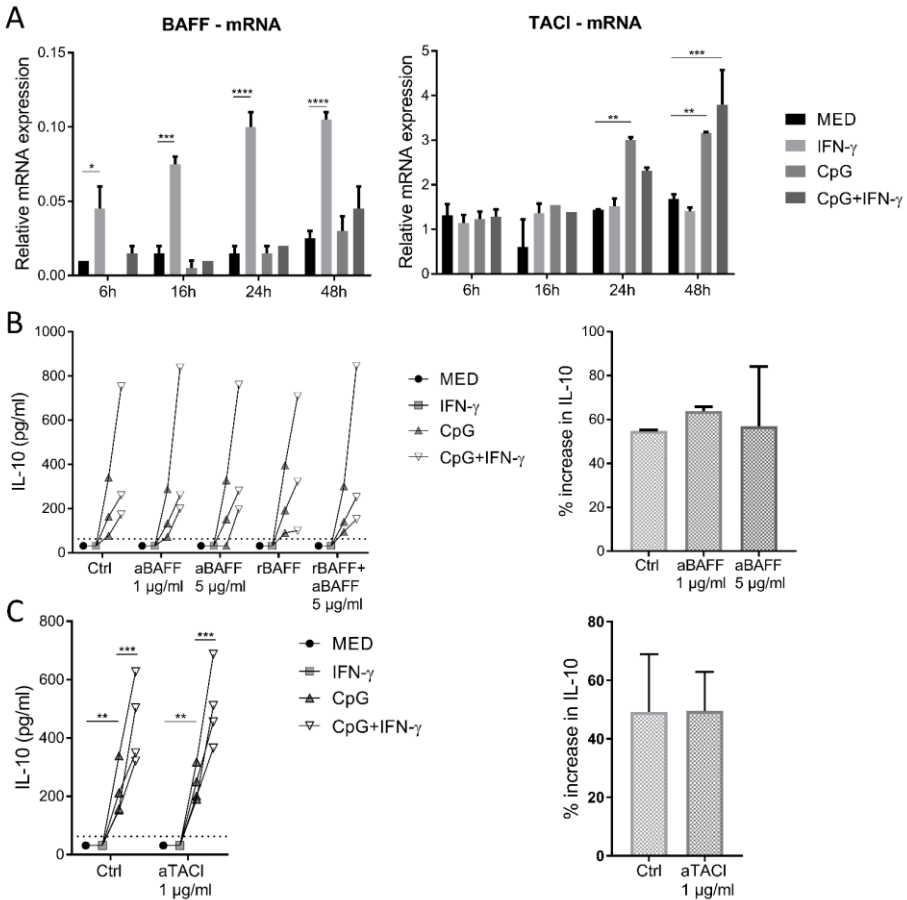 A
BAFF - mRNA
Relative mRNA expression
0.15
0.10
0.05
0.00
*
***
****
****
6h
16h
24h
48h
TACI - mRNA
Relative mRNA expression
5
4
3
2
1
0
**
**
***
6h
16h
24h
48h
MED
IFN-γ
CpG
CpG+IFN-γ
B
IL-10 (pg/ml)
1000
800
600
400
200
0
Ctrl
aBAFF
1 µg/ml
aBAFF
5 µg/ml
rBAFF
rBAFF+
aBAFF
5 µg/ml
MED
IFN-γ
CpG
CpG+IFN-γ
% increase in IL-10
100
80
60
40
20
0
Ctrl
aBAFF
1 µg/ml
aBAFF
5 µg/ml
C
IL-10 (pg/ml)
800
600
400
200
0
**
***
**
***
Ctrl
aTACI
1 µg/ml
MED
IFN-γ
CpG
CpG+IFN-γ
% increase in IL-10
80
60
40
20
0
Ctrl
aTACI
1 µg/ml